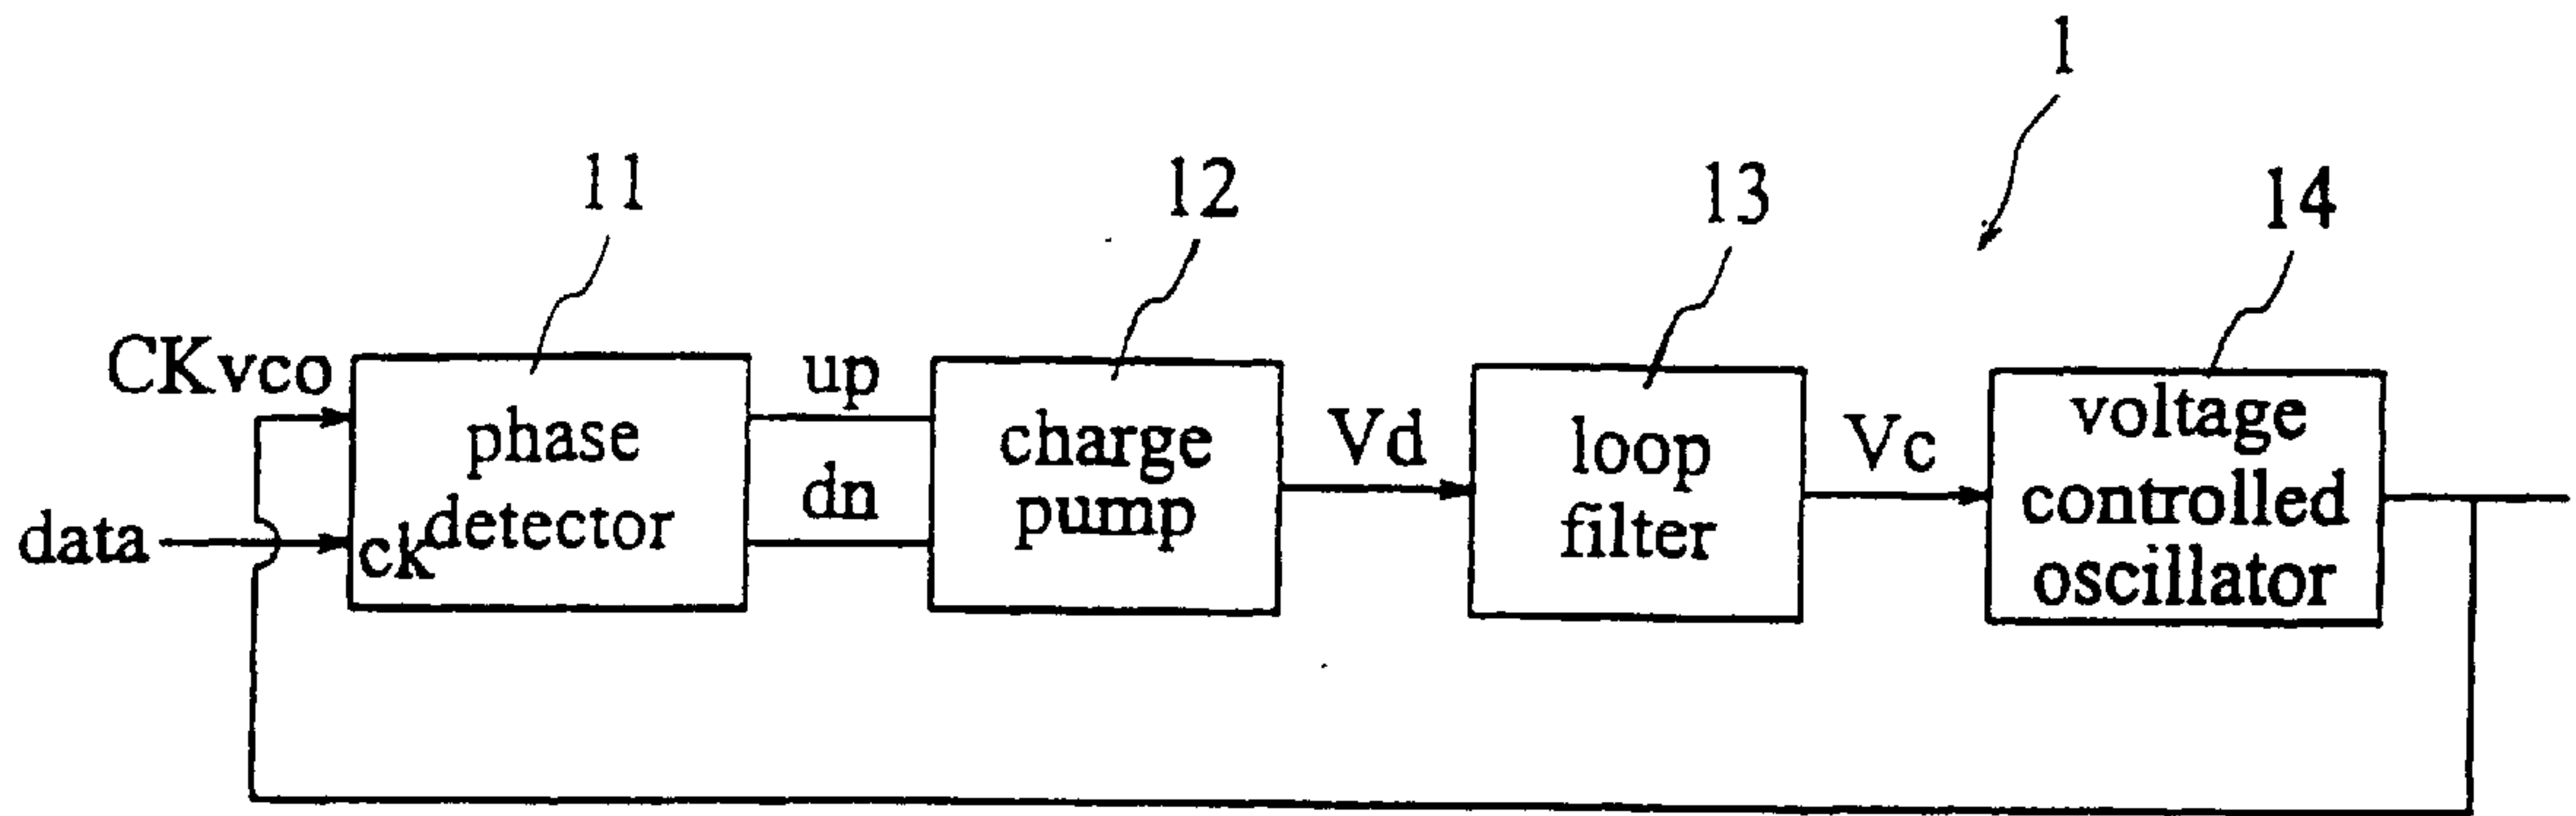 1
11
12
13
14
CKvco
up
phase
detector
charge
pump
Vd
loop
filter
Vc
voltage
controlled
oscillator
dn
data
ck